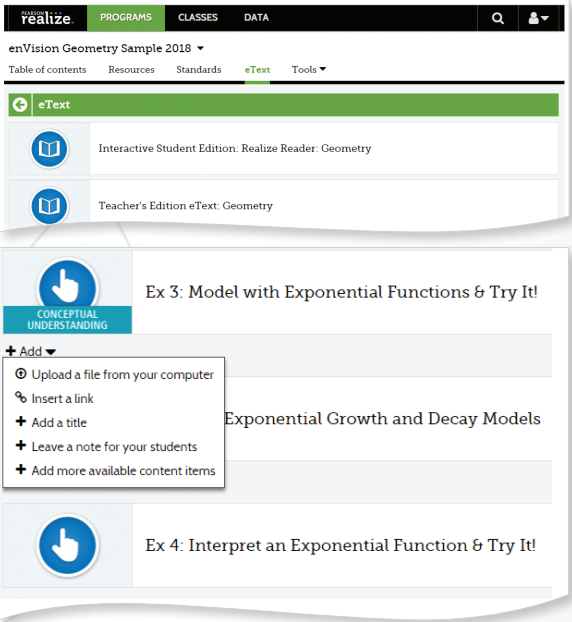 PEARSON
realize. PROGRAMS CLASSES DATA
enVision Geometry Sample 2018
Table of contents Resources Standards eText Tools
eText
Interactive Student Edition: Realize Reader: Geometry
Teacher's Edition eText: Geometry
Ex 3: Model with Exponential Functions & Try It!
CONCEPTUAL
UNDERSTANDING
Add
Upload a file from your computer
Insert a link
Add a title
Exponential Growth and Decay Models
Leave a note for your students
Add more available content items
Ex 4: Interpret an Exponential Function & Try It!